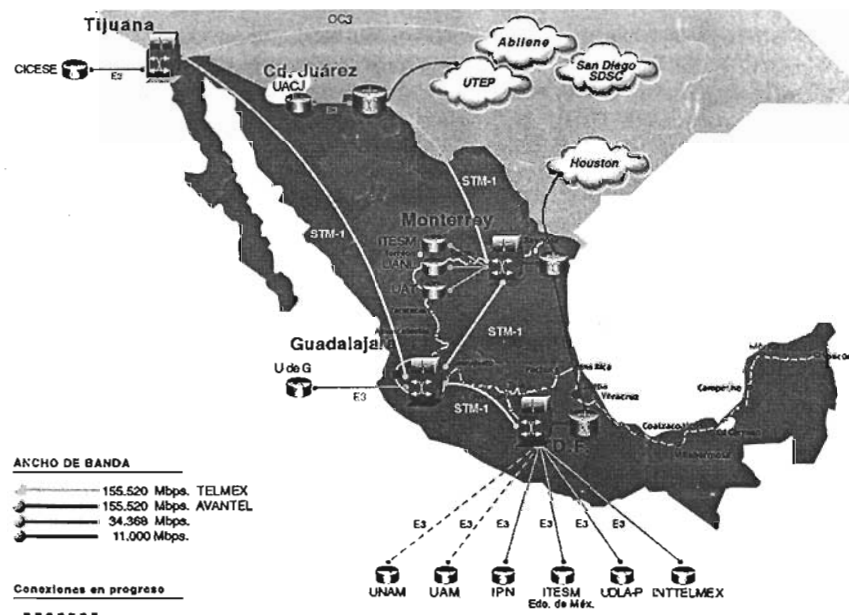 OC3
Tijuana
Abilene
CICESE
E3
Cd. Juárez
UACJ
UTEP
San Diego
SDSC
Houston
STM-1
STM-1
Monterrey
ITESM
UANL
UAT
STM-1
Guadalajara
U de G
E3
STM-1
D.F.
Veracruz
Campeche
Villahermosa
ANCHO DE BANDA
155.520 Mbps. TELMEX
155.520 Mbps. AVANTEL
34.368 Mbps.
11.000 Mbps.
Conexiones en progreso
E3 E3 E3 E3 E3 E3
UNAM UAM IPN ITESM UDLA-P INTTELMEX
Edo. de Méx.